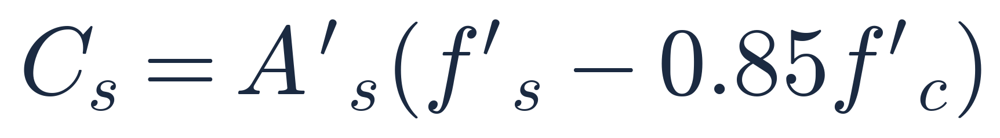 C_s = A'_s(f'_s − 0.85f'_c)